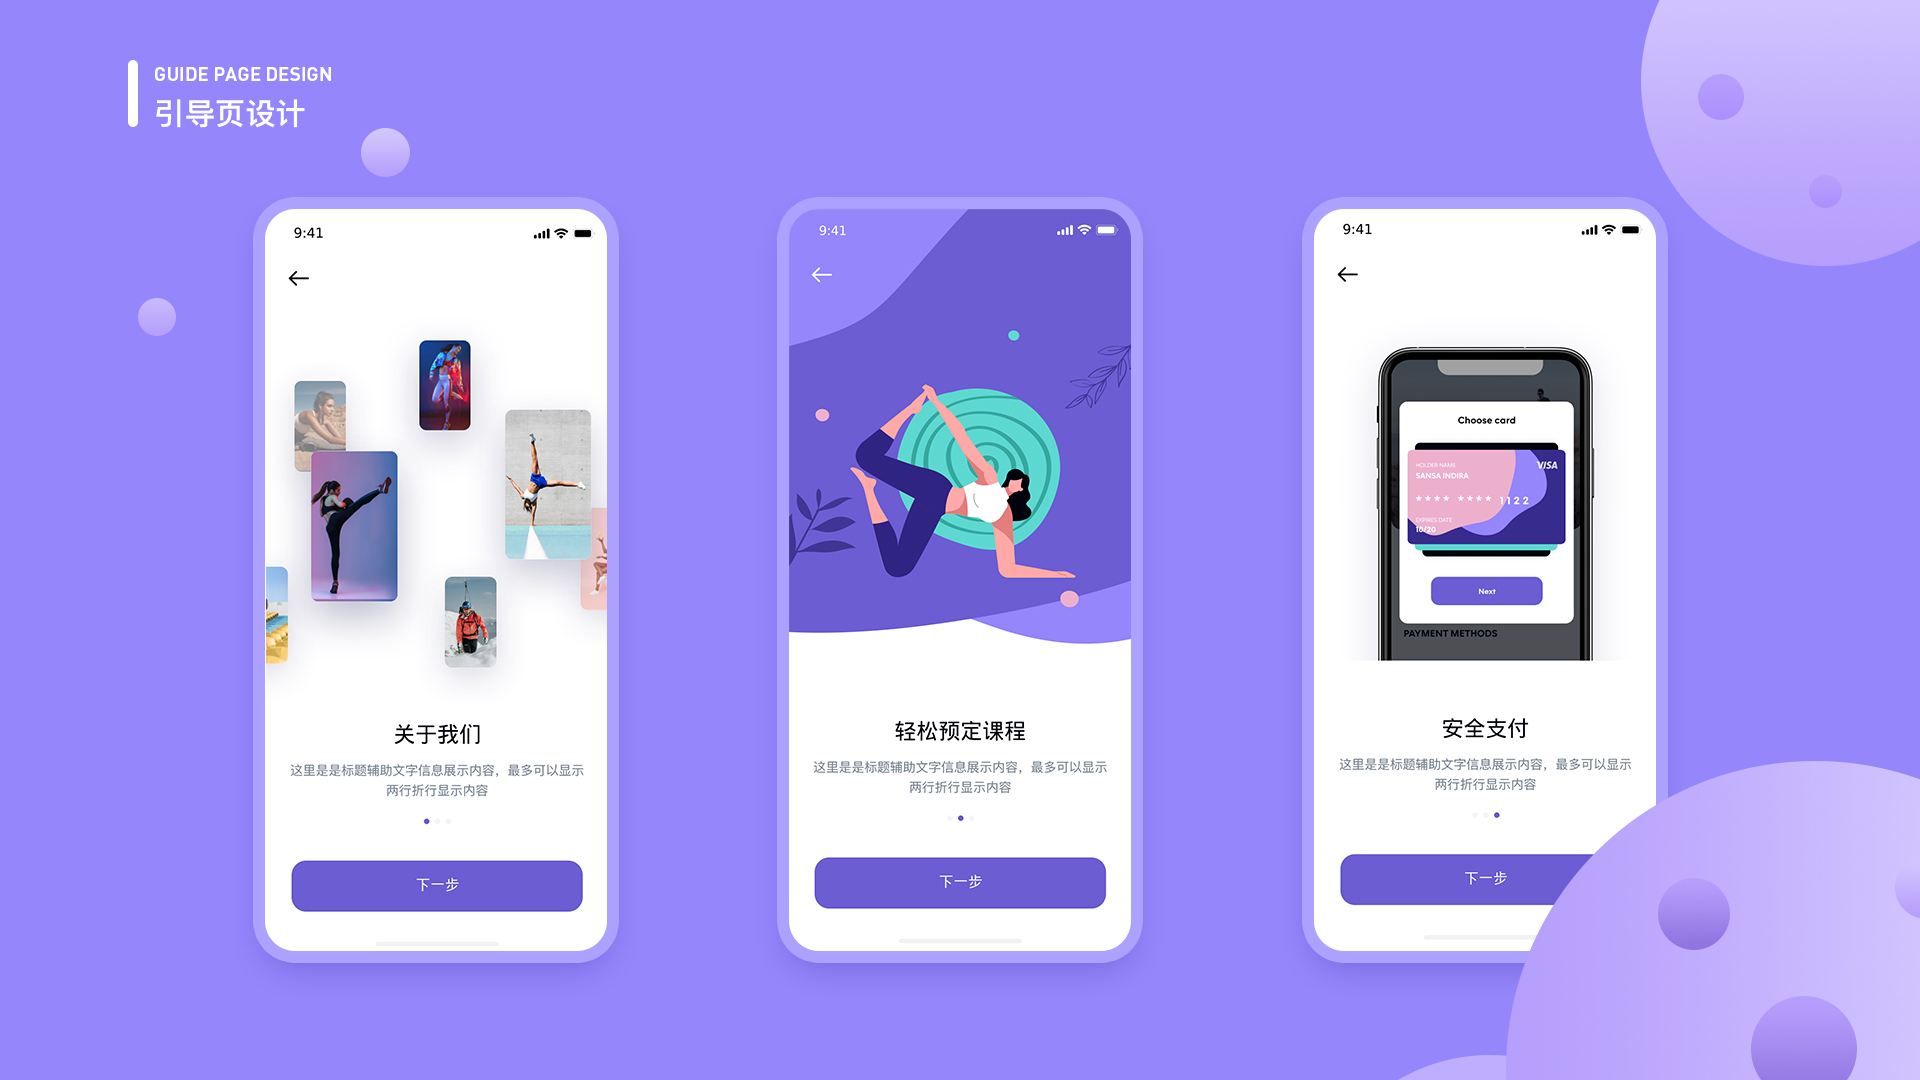 GUIDE PAGE DESIGN
引导页设计
9:41
关于我们
这里是是标题辅助文字信息展示内容，最多可以显示
两行折行显示内容
下一步
9:41
轻松预定课程
这里是是标题辅助文字信息展示内容，最多可以显示
两行折行显示内容
下一步
9:41
Choose card
HOLDER NAME
VISA
SANSA INDIRA
**** **** 1122
EXPIRES DATE
10/20
Next
PAYMENT METHODS
安全支付
这里是是标题辅助文字信息展示内容，最多可以显示
两行折行显示内容
下一步